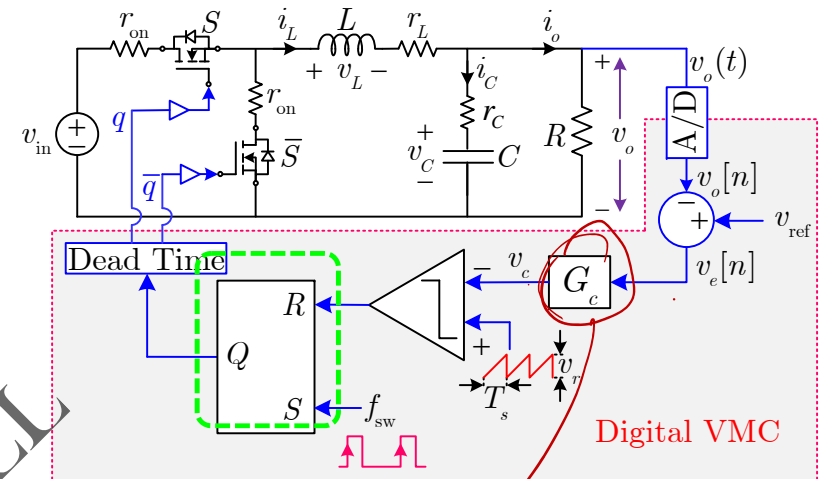 r_on
S
i_L
L
r_L
i_o
+ v_L −
i_C
v_o(t)
r_on
r_C
+
A/D
v_in
+
−
q
q̅
S̅
+
v_C
−
C
R
v_o
−
v_o[n]
−
+
v_ref
Dead Time
v_c
−
G_c
v_e[n]
R
+
Q
v_r
T_s
S
f_sw
Digital VMC